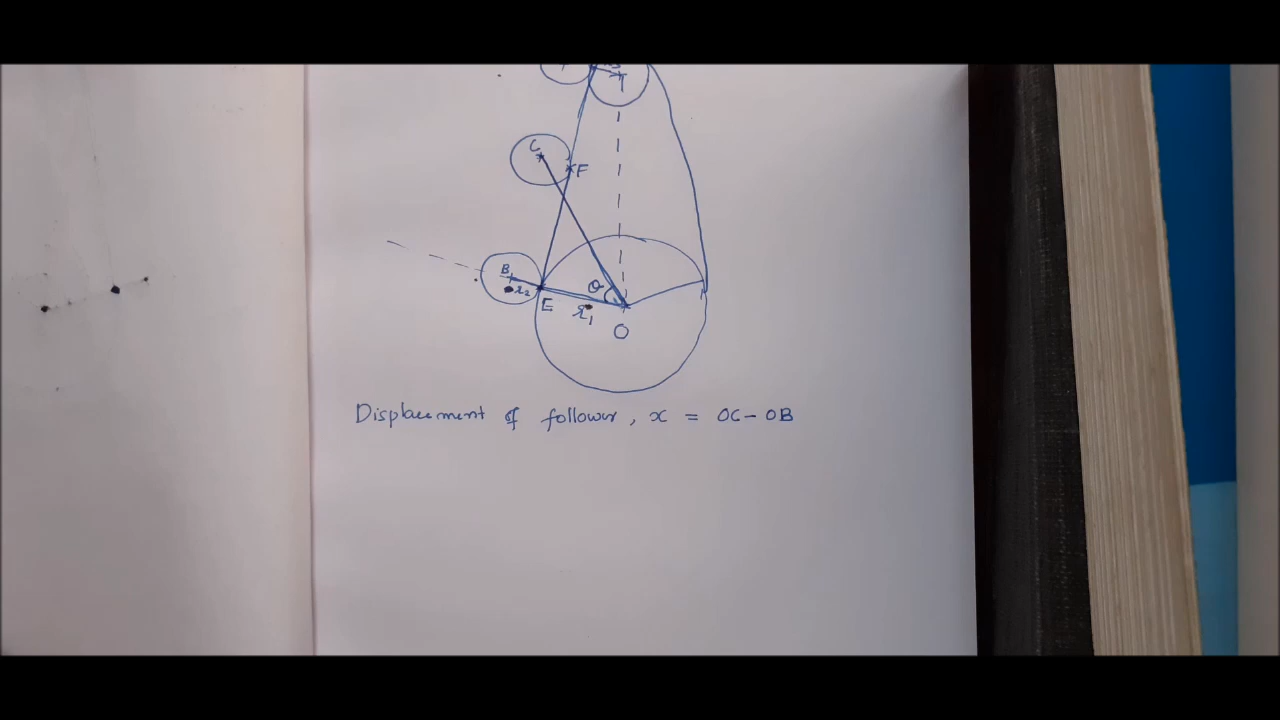 C
F
B
r₂
E
θ
r₁
O
Displacement of follower, x = OC - OB